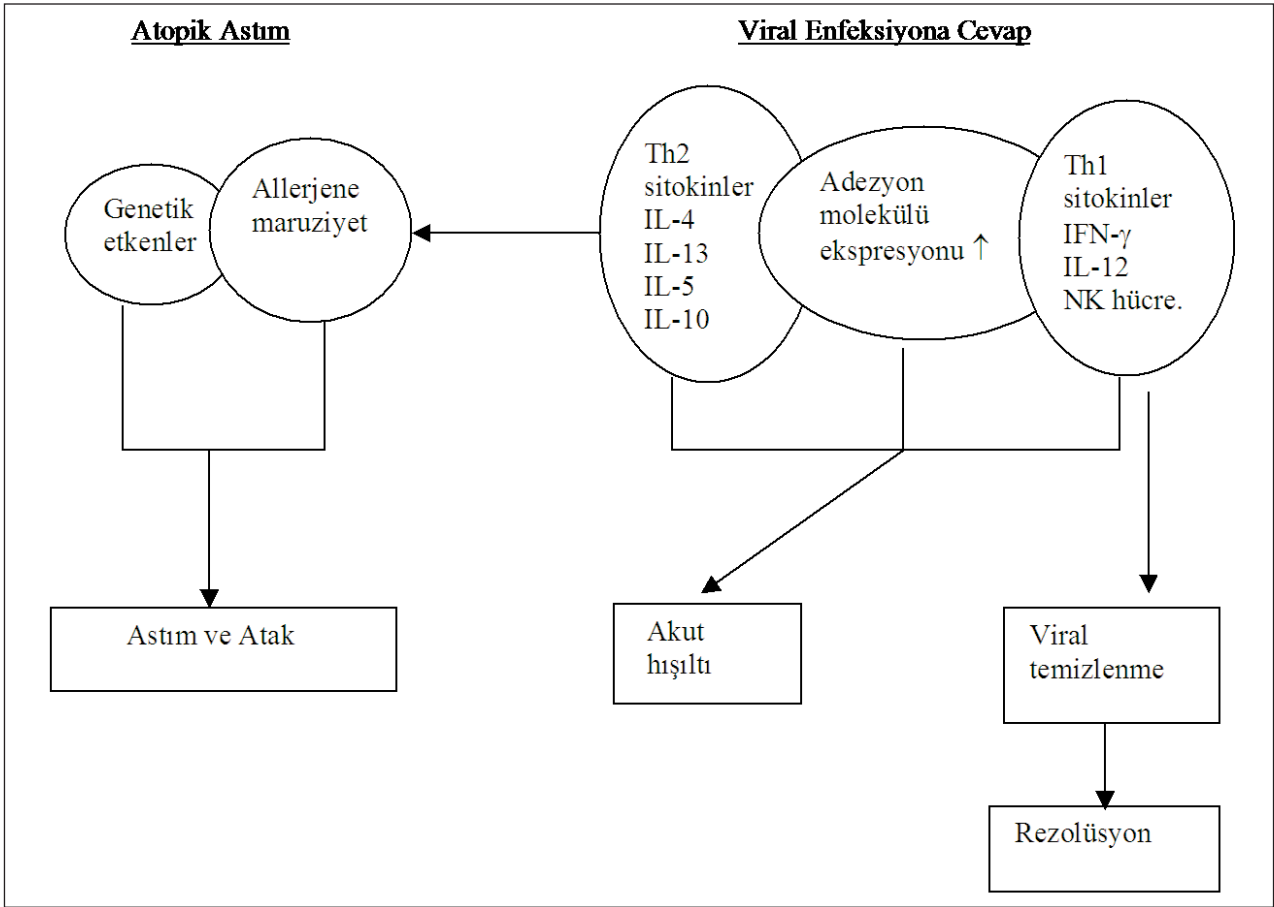 Atopik Astım
Viral Enfeksiyona Cevap
Genetik
etkenler
Allerjene
maruziyet
Th2
sitokinler
IL-4
IL-13
IL-5
IL-10
Adezyon
molekülü
ekspresyonu ↑
Th1
sitokinler
IFN-γ
IL-12
NK hücre.
Astım ve Atak
Akut
hışıltı
Viral
temizlenme
Rezolüsyon